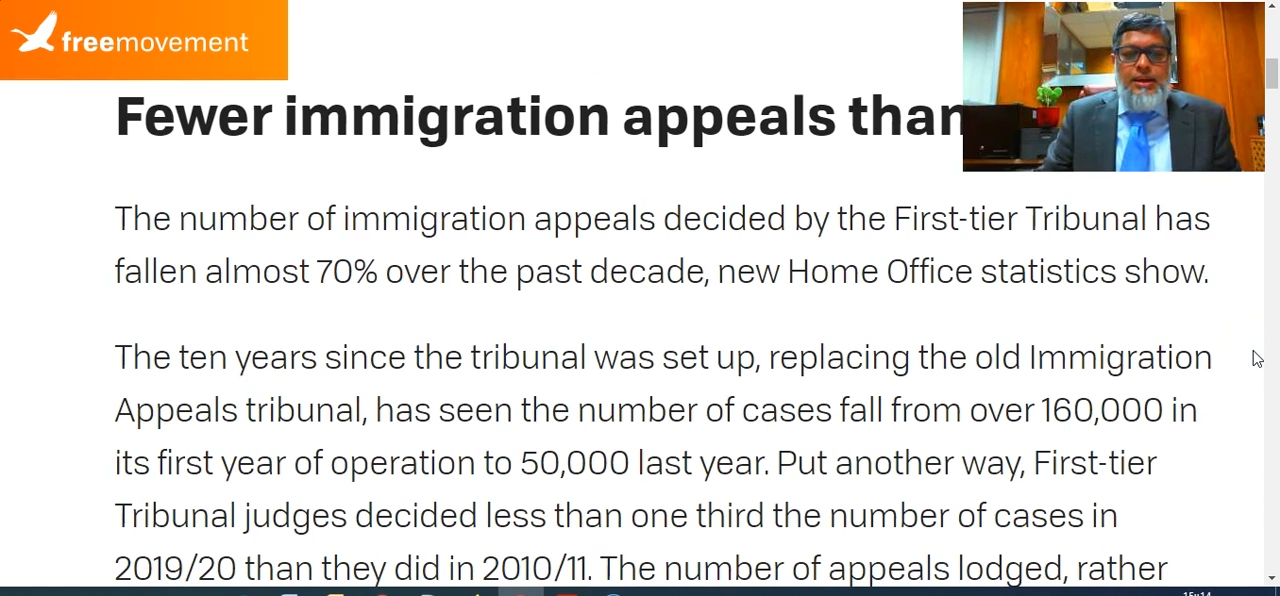 freemovement
Fewer immigration appeals than
The number of immigration appeals decided by the First-tier Tribunal has
fallen almost 70% over the past decade, new Home Office statistics show.
The ten years since the tribunal was set up, replacing the old Immigration
Appeals tribunal, has seen the number of cases fall from over 160,000 in
its first year of operation to 50,000 last year. Put another way, First-tier
Tribunal judges decided less than one third the number of cases in
2019/20 than they did in 2010/11. The number of appeals lodged, rather